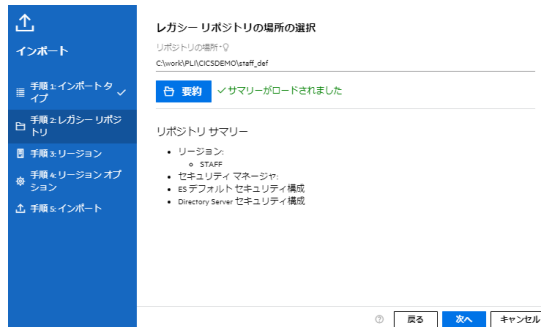 インポート
手順 1:インポート タ
イプ
手順 2:レガシー リポジ
トリ
手順 3:リージョン
手順 4:リージョン オプ
ション
手順 5:インポート
レガシー リポジトリの場所の選択
リポジトリの場所*
C:\work\PLI\CICSDEMO\staff_def
要約 サマリーがロードされました
リポジトリ サマリー
リージョン:
STAFF
セキュリティ マネージャ:
ES デフォルト セキュリティ構成
Directory Server セキュリティ構成
戻る 次へ キャンセル